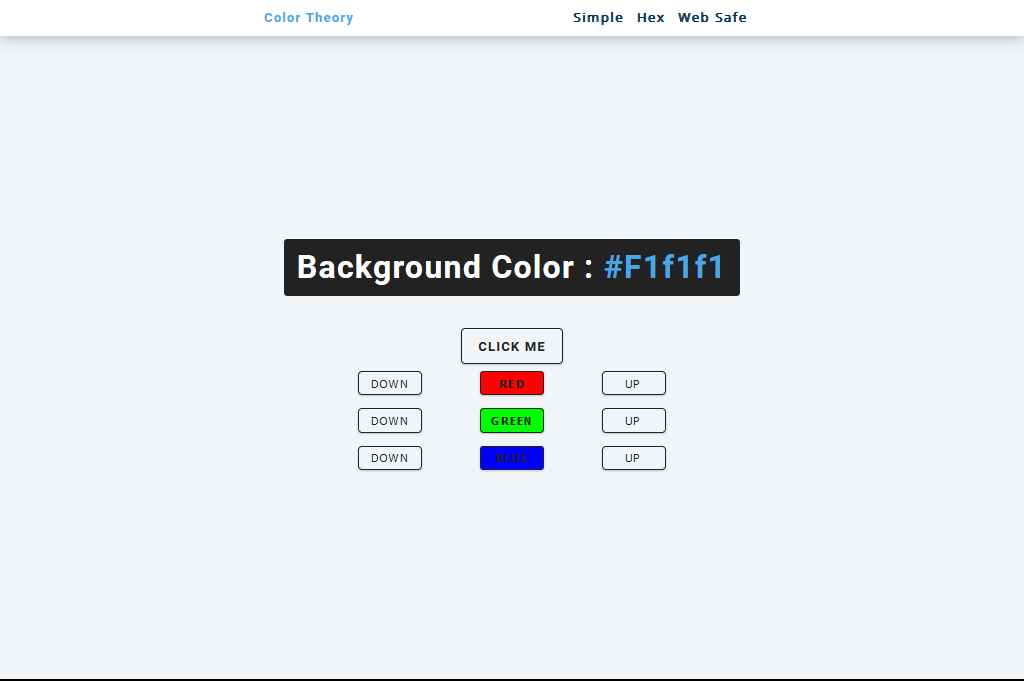 Color Theory Simple Hex Web Safe
Background Color : #F1f1f1
CLICK ME
DOWN RED UP
DOWN GREEN UP
DOWN BLUE UP